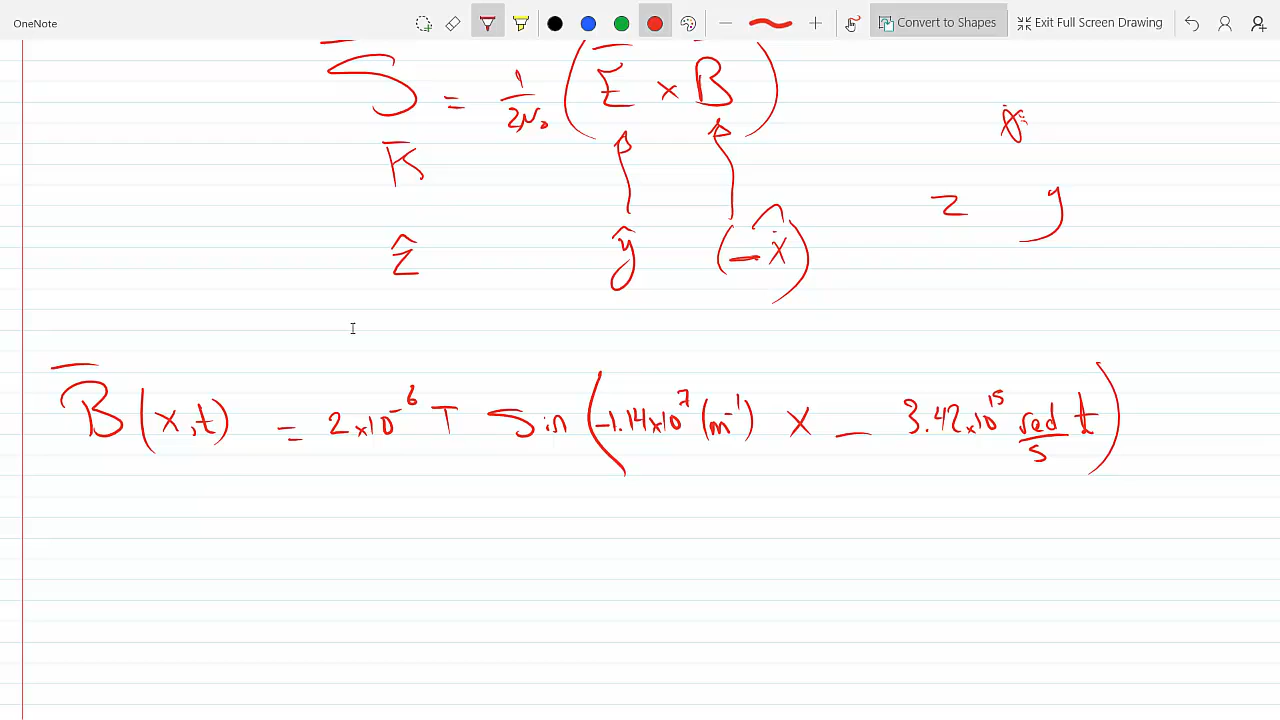 OneNote
Convert to Shapes
Exit Full Screen Drawing
S̄ = 1/2μ₀ (Ē × B̄)
K̄
z y
ẑ ŷ (-x̂)
B̄(x,t) = 2×10⁻⁶ T Sin(-1.14×10⁷ (m⁻¹) x - 3.42×10¹⁵ rad/s t)